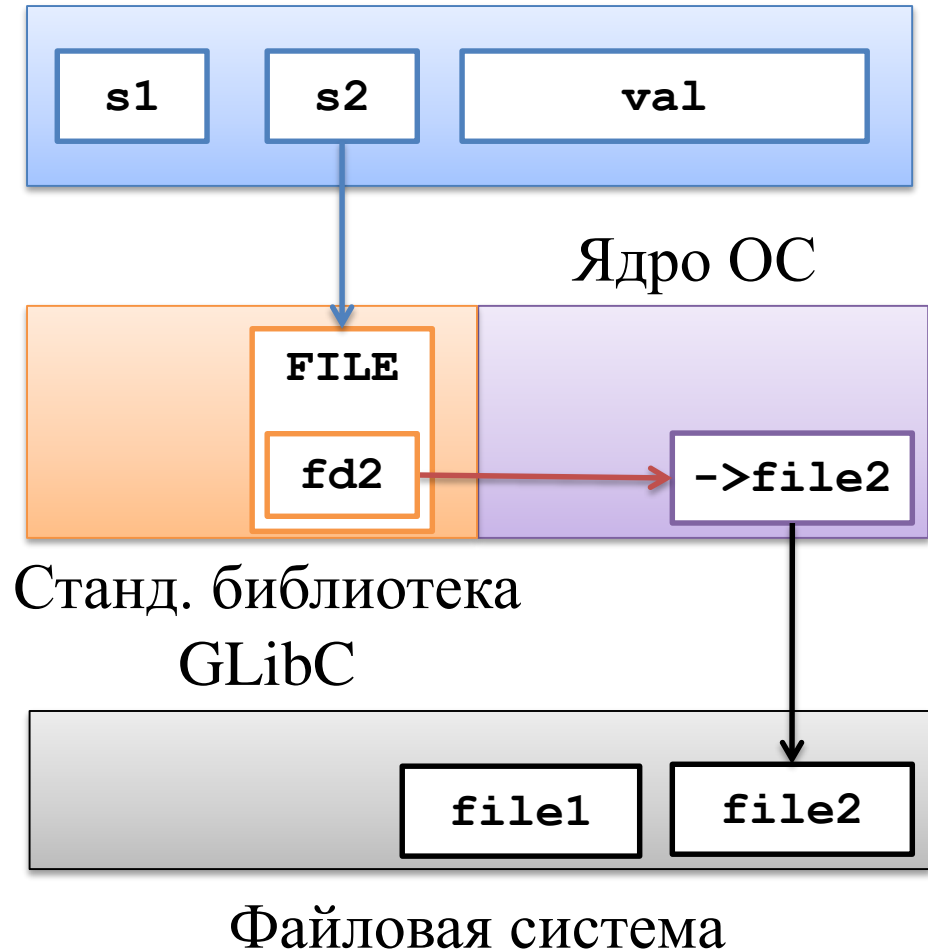 s1 s2 val
Ядро ОС
FILE
fd2 ->file2
Станд. библиотека
GLibC
file1 file2
Файловая система